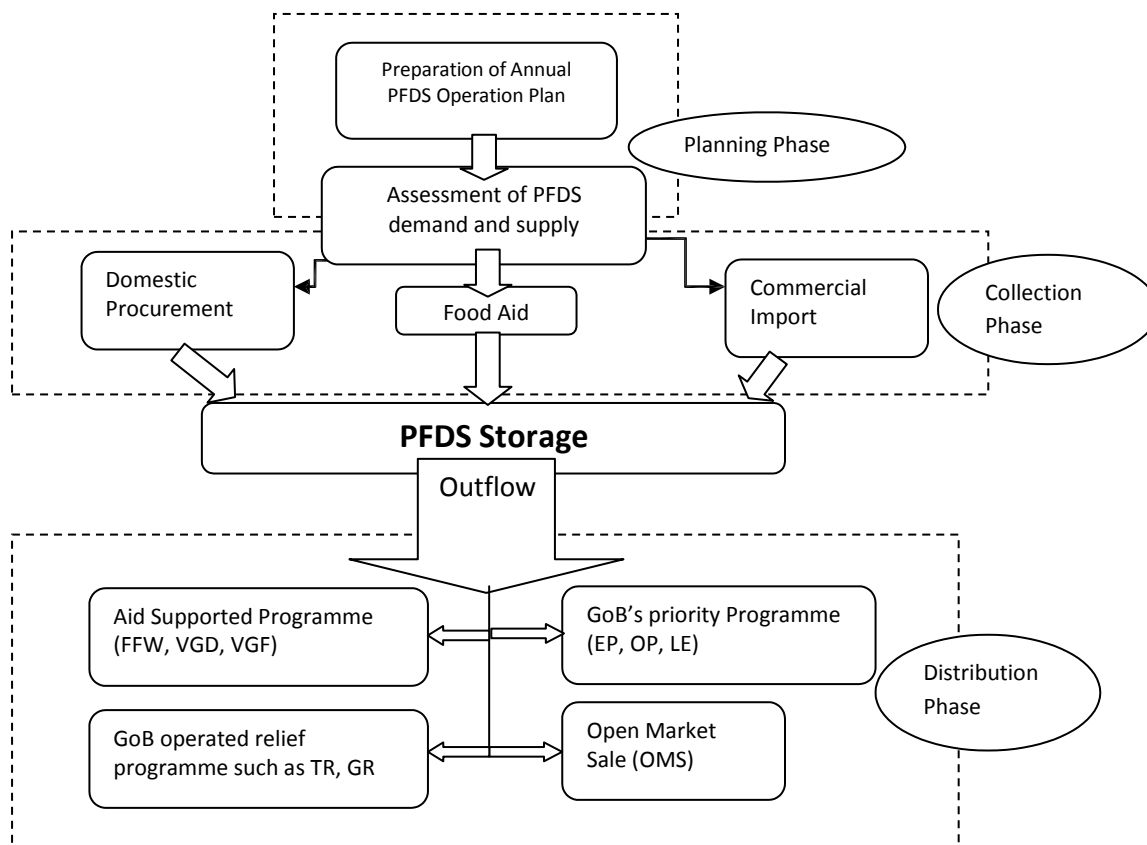 Preparation of Annual
PFDS Operation Plan
Planning Phase
Assessment of PFDS
demand and supply
Domestic
Procurement
Food Aid
Commercial
Import
Collection
Phase
PFDS Storage
Outflow
Aid Supported Programme
(FFW, VGD, VGF)
GoB’s priority Programme
(EP, OP, LE)
Distribution
Phase
GoB operated relief
programme such as TR, GR
Open Market
Sale (OMS)